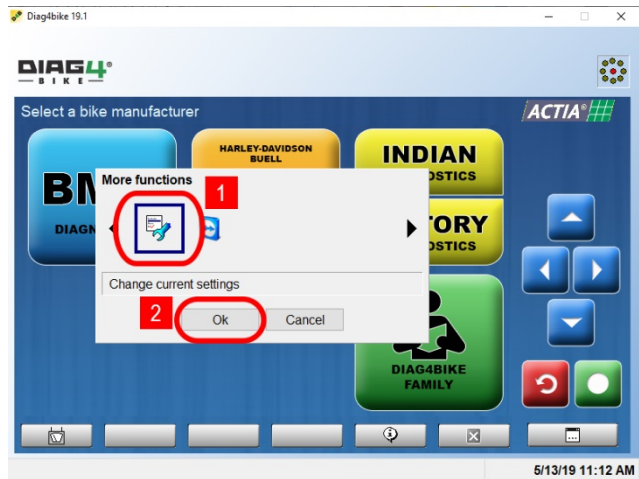 Diag4bike 19.1
DIAG4®
BIKE
Select a bike manufacturer
ACTIA®
HARLEY-DAVIDSON
BUELL
INDIAN
BM
More functions
1
OSTICS
ORY
DIAGN
OSTICS
Change current settings
2
Ok
Cancel
DIAG4BIKE
FAMILY
...
5/13/19 11:12 AM